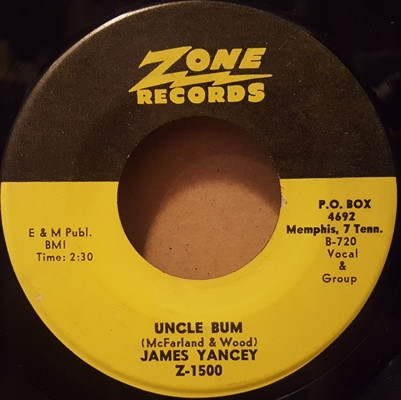 ZONE
RECORDS
E & M Publ.
BMI
Time: 2:30
P.O. BOX
4692
Memphis, 7 Tenn.
B-720
Vocal
&
Group
UNCLE BUM
(McFarland & Wood)
JAMES YANCEY
Z-1500